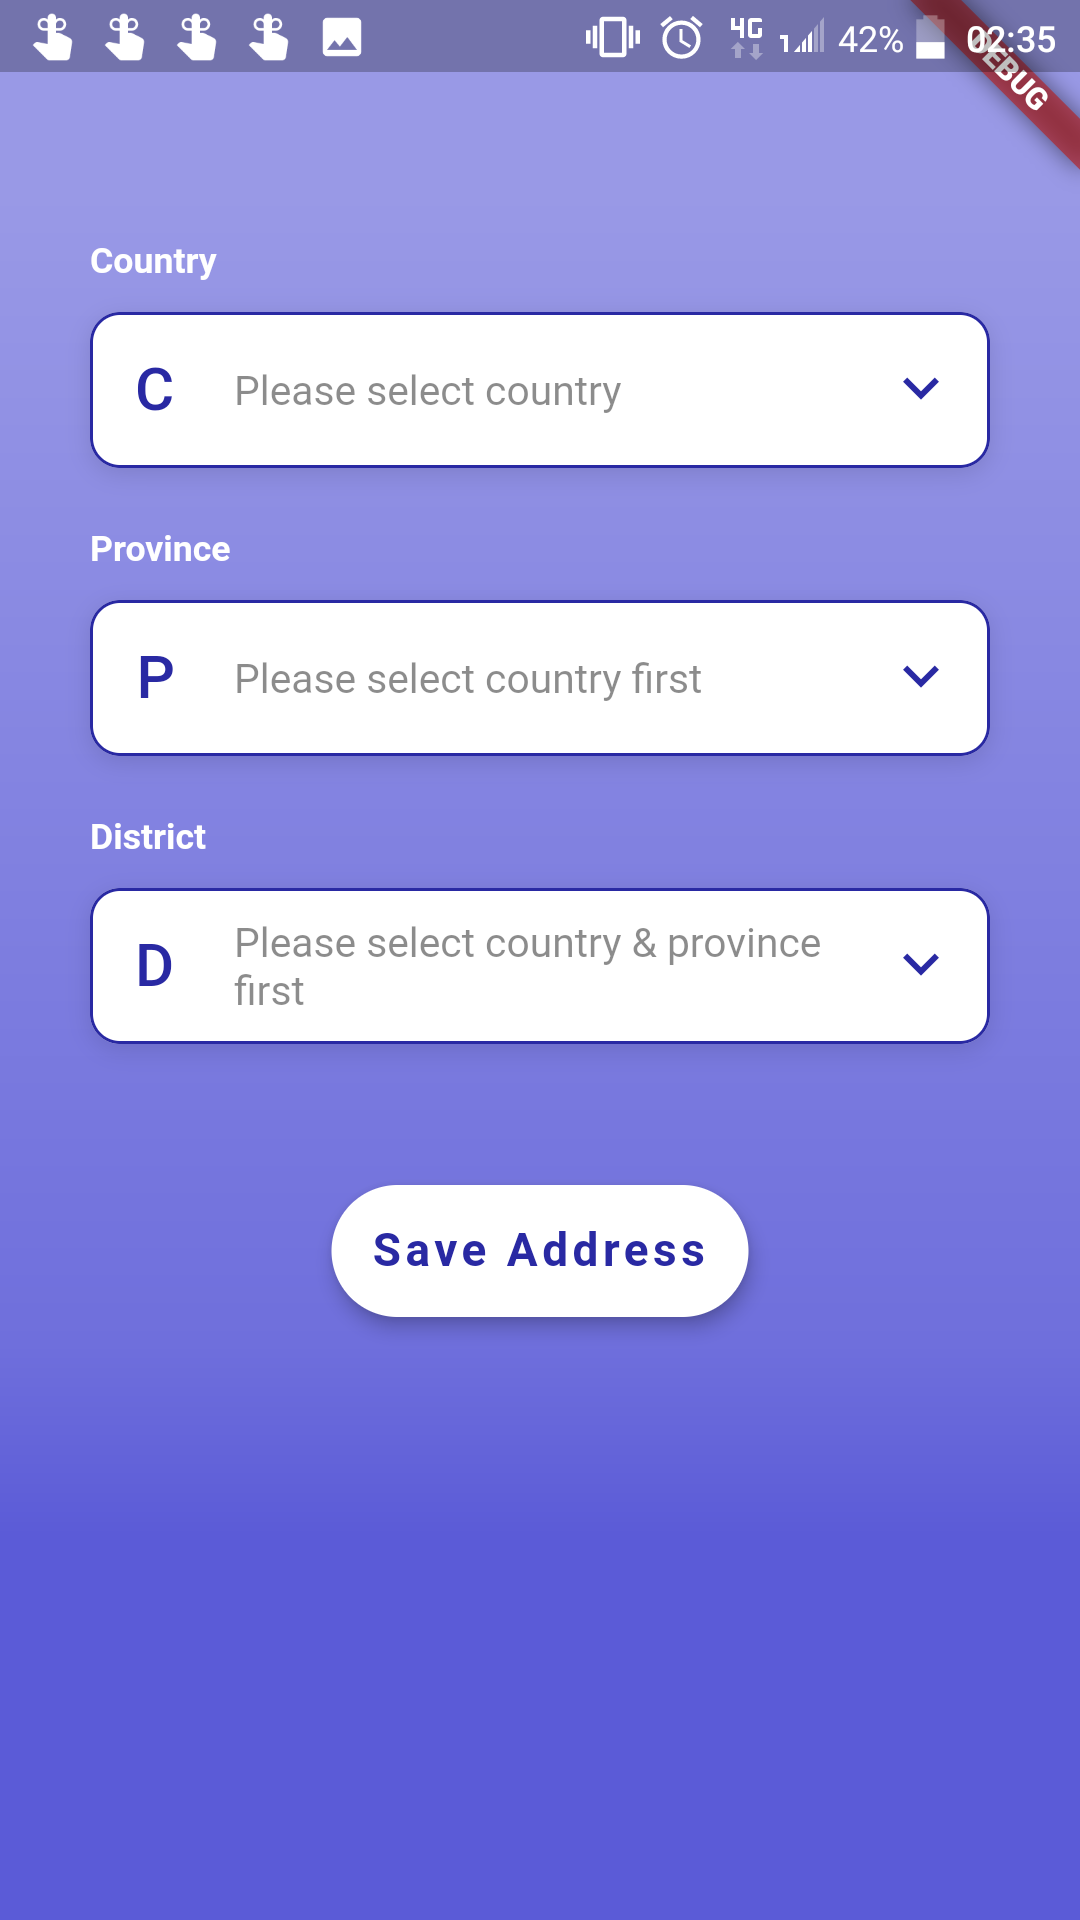 4G 42% 02:35
DEBUG
Country
C Please select country
Province
P Please select country first
District
D Please select country & province
first
Save Address